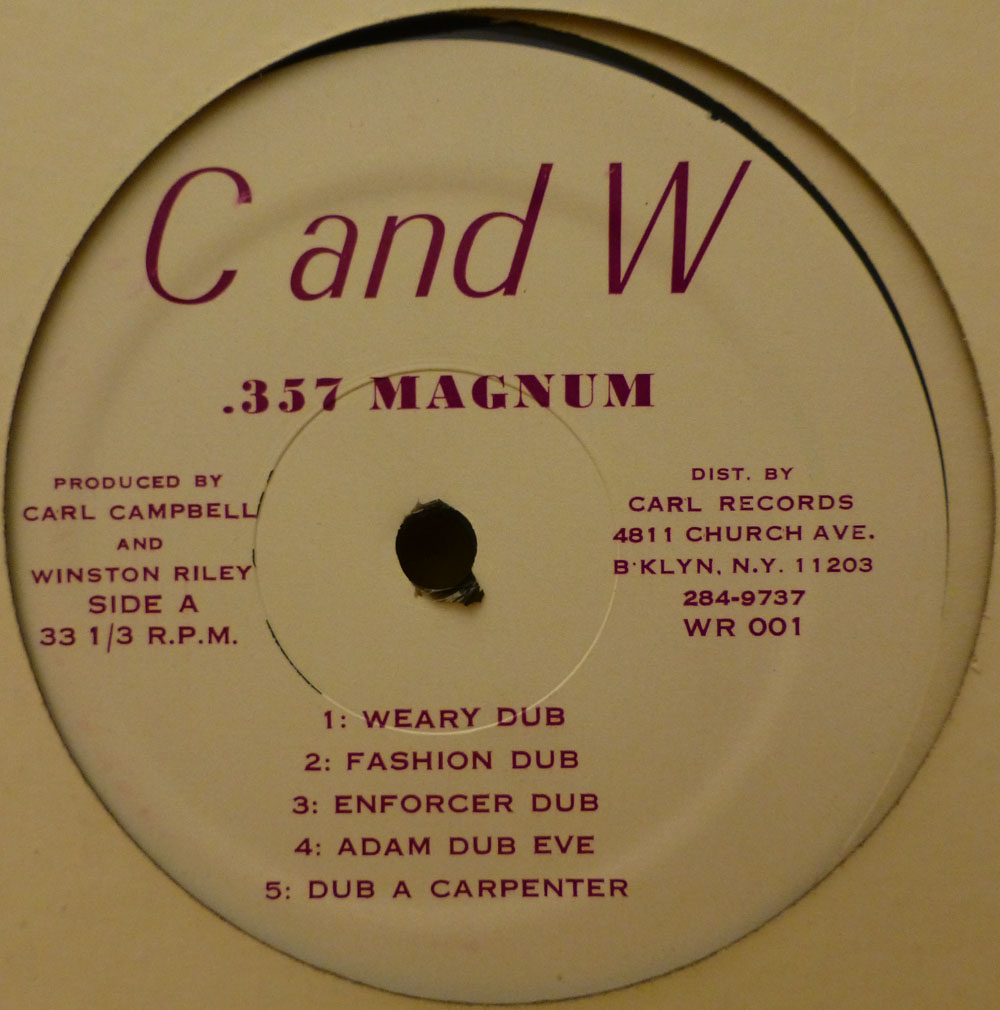 C and W
.357 MAGNUM
PRODUCED BY
CARL CAMPBELL
AND
WINSTON RILEY
SIDE A
33 1/3 R.P.M.
DIST. BY
CARL RECORDS
4811 CHURCH AVE.
B'KLYN, N.Y. 11203
284-9737
WR 001
1: WEARY DUB
2: FASHION DUB
3: ENFORCER DUB
4: ADAM DUB EVE
5: DUB A CARPENTER